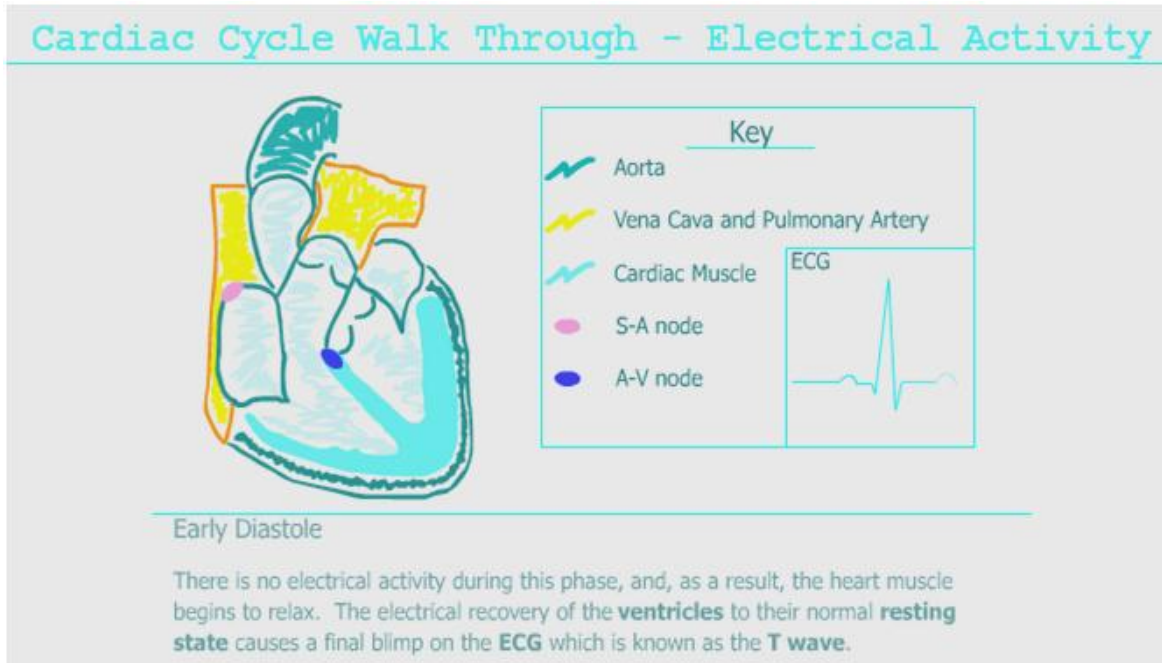 Cardiac Cycle Walk Through - Electrical Activity
Key
Aorta
Vena Cava and Pulmonary Artery
Cardiac Muscle
S-A node
A-V node
ECG
Early Diastole
There is no electrical activity during this phase, and, as a result, the heart muscle
begins to relax. The electrical recovery of the ventricles to their normal resting
state causes a final blimp on the ECG which is known as the T wave.